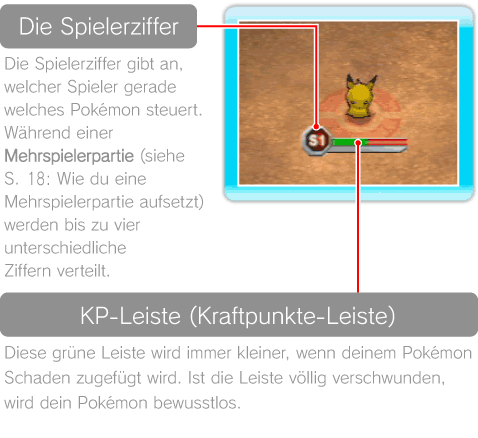 Die Spielerziffer
Die Spielerziffer gibt an,
welcher Spieler gerade
welches Pokémon steuert.
Während einer
Mehrspielerpartie (siehe
S. 18: Wie du eine
Mehrspielerpartie aufsetzt)
werden bis zu vier
unterschiedliche
Ziffern verteilt.
S1
KP-Leiste (Kraftpunkte-Leiste)
Diese grüne Leiste wird immer kleiner, wenn deinem Pokémon
Schaden zugefügt wird. Ist die Leiste völlig verschwunden,
wird dein Pokémon bewusstlos.